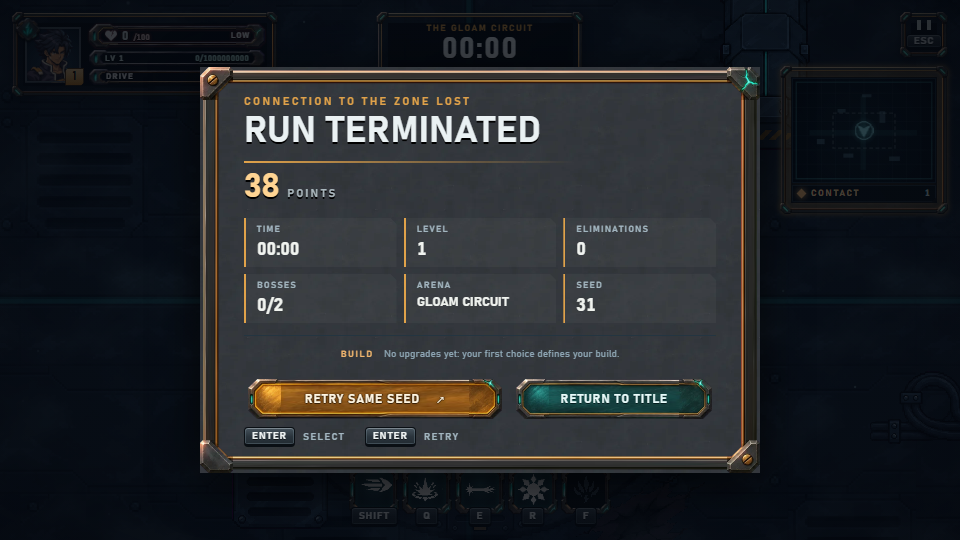 THE GLOAM CIRCUIT
0 /100 LOW
00:00
ESC
LV 1 0/1000000000
1
DRIVE
CONNECTION TO THE ZONE LOST
RUN TERMINATED
38 POINTS
CONTACT 1
TIME LEVEL ELIMINATIONS
00:00 1 0
BOSSES ARENA SEED
0/2 GLOAM CIRCUIT 31
BUILD No upgrades yet: your first choice defines your build.
RETRY SAME SEED ↗ RETURN TO TITLE
ENTER SELECT ENTER RETRY
SHIFT Q E R F